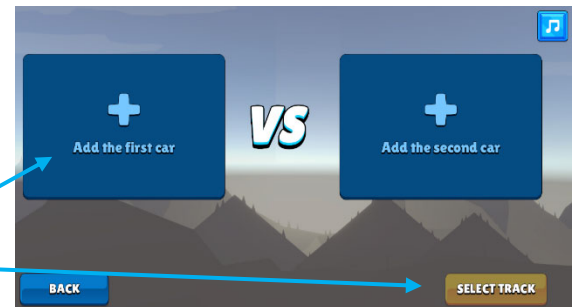 Add the first car
VS
Add the second car
BACK
SELECT TRACK